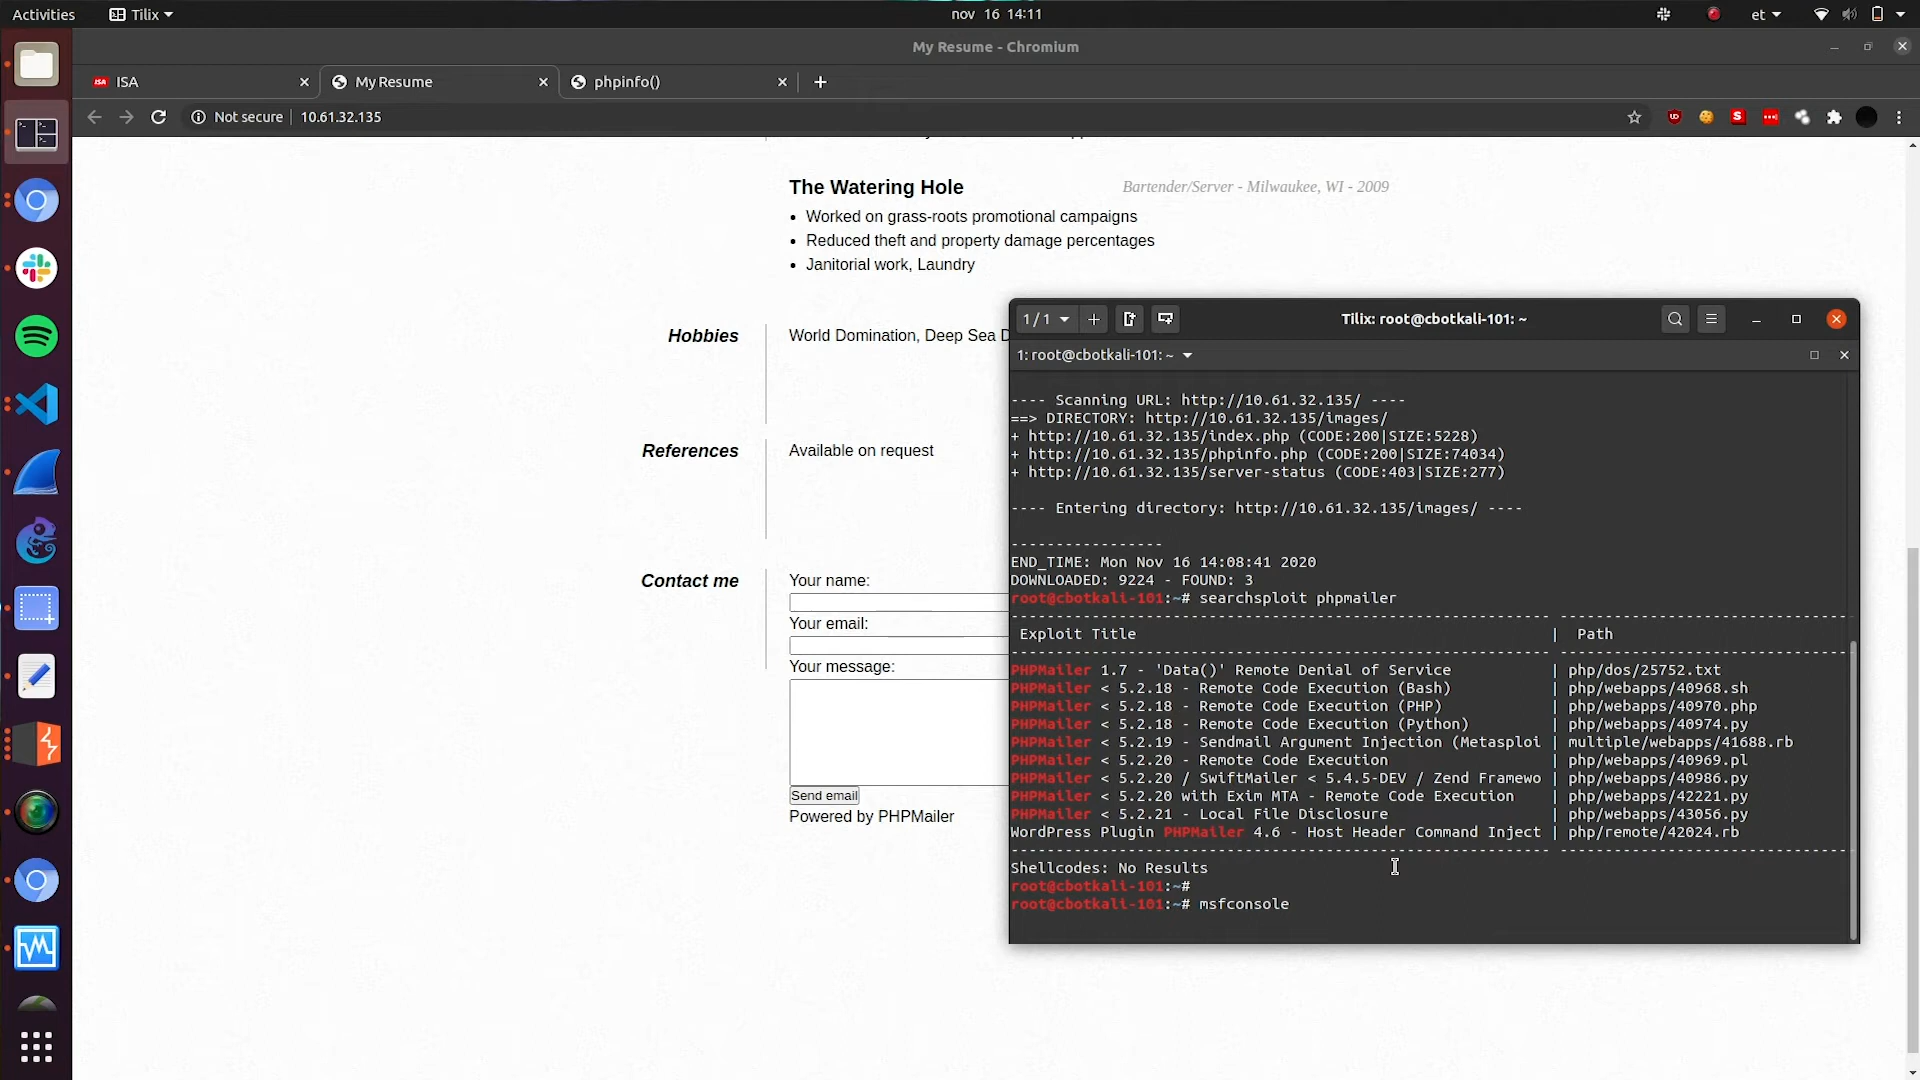 Activities
Tilix
nov 16 14:11
et
My Resume - Chromium
ISA
My Resume
phpinfo()
Not secure
10.61.32.135
The Watering Hole
Bartender/Server - Milwaukee, WI - 2009
Worked on grass-roots promotional campaigns
Reduced theft and property damage percentages
Janitorial work, Laundry
Hobbies
World Domination, Deep Sea D
References
Available on request
Contact me
Your name:
Your email:
Your message:
Send email
Powered by PHPMailer
1 / 1
Tilix: root@cbotkali-101: ~
1: root@cbotkali-101: ~
---- Scanning URL: http://10.61.32.135/ ----
==> DIRECTORY: http://10.61.32.135/images/
+ http://10.61.32.135/index.php (CODE:200|SIZE:5228)
+ http://10.61.32.135/phpinfo.php (CODE:200|SIZE:74034)
+ http://10.61.32.135/server-status (CODE:403|SIZE:277)
---- Entering directory: http://10.61.32.135/images/ ----
-----------------
END_TIME: Mon Nov 16 14:08:41 2020
DOWNLOADED: 9224 - FOUND: 3
root@cbotkali-101:~# searchsploit phpmailer
Exploit Title | Path
PHPMailer 1.7 - 'Data()' Remote Denial of Service | php/dos/25752.txt
PHPMailer < 5.2.18 - Remote Code Execution (Bash) | php/webapps/40968.sh
PHPMailer < 5.2.18 - Remote Code Execution (PHP) | php/webapps/40970.php
PHPMailer < 5.2.18 - Remote Code Execution (Python) | php/webapps/40974.py
PHPMailer < 5.2.19 - Sendmail Argument Injection (Metasploi | multiple/webapps/41688.rb
PHPMailer < 5.2.20 - Remote Code Execution | php/webapps/40969.pl
PHPMailer < 5.2.20 / SwiftMailer < 5.4.5-DEV / Zend Framewo | php/webapps/40986.py
PHPMailer < 5.2.20 with Exim MTA - Remote Code Execution | php/webapps/42221.py
PHPMailer < 5.2.21 - Local File Disclosure | php/webapps/43056.py
WordPress Plugin PHPMailer 4.6 - Host Header Command Inject | php/remote/42024.rb
Shellcodes: No Results
root@cbotkali-101:~#
root@cbotkali-101:~# msfconsole